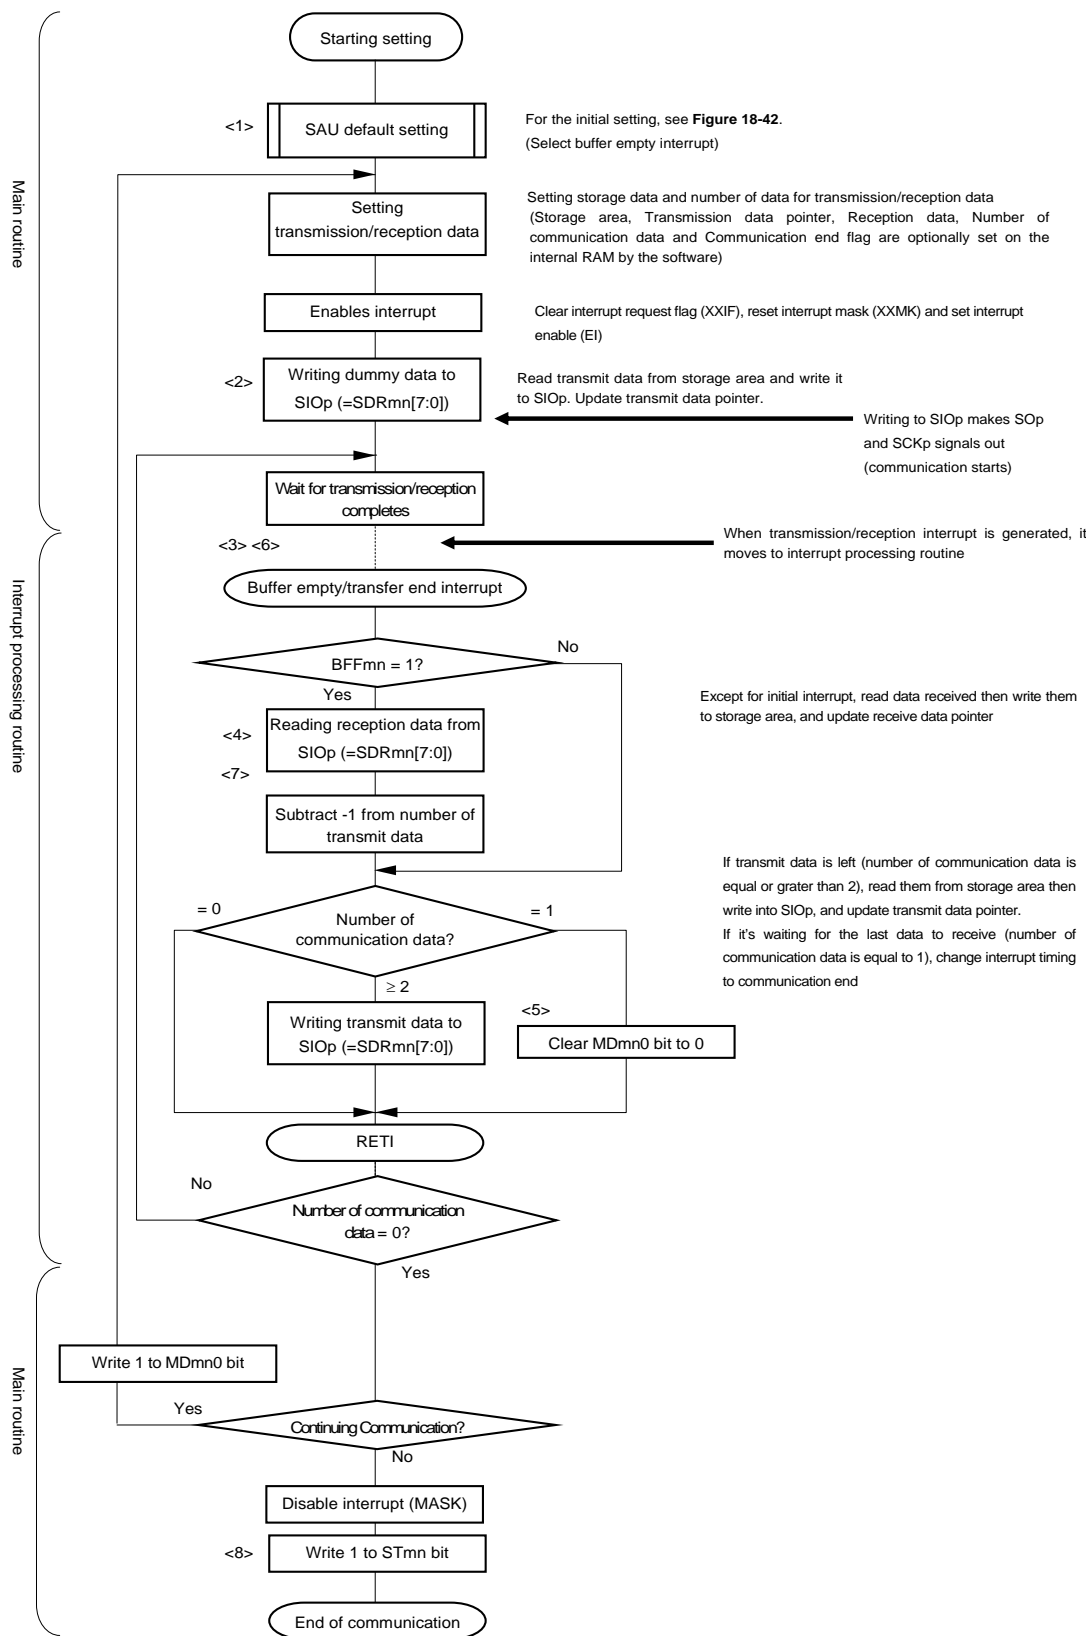 Starting setting
<1>
SAU default setting
For the initial setting, see Figure 18-42.
(Select buffer empty interrupt)
Main routine
Setting
transmission/reception data
Setting storage data and number of data for transmission/reception data
(Storage area, Transmission data pointer, Reception data, Number of
communication data and Communication end flag are optionally set on the
internal RAM by the software)
Enables interrupt
Clear interrupt request flag (XXIF), reset interrupt mask (XXMK) and set interrupt
enable (EI)
<2>
Writing dummy data to
SIOp (=SDRmn[7:0])
Read transmit data from storage area and write it
to SIOp. Update transmit data pointer.
Writing to SIOp makes SOp
and SCKp signals out
(communication starts)
Wait for transmission/reception
completes
<3> <6>
When transmission/reception interrupt is generated, it
moves to interrupt processing routine
Interrupt processing routine
Buffer empty/transfer end interrupt
BFFmn = 1?
No
Yes
Except for initial interrupt, read data received then write them
to storage area, and update receive data pointer
<4>
Reading reception data from
SIOp (=SDRmn[7:0])
<7>
Subtract -1 from number of
transmit data
If transmit data is left (number of communication data is
equal or grater than 2), read them from storage area then
write into SIOp, and update transmit data pointer.
If it's waiting for the last data to receive (number of
communication data is equal to 1), change interrupt timing
to communication end
= 0
Number of
communication data?
= 1
≥ 2
Writing transmit data to
SIOp (=SDRmn[7:0])
<5>
Clear MDmn0 bit to 0
RETI
No
Number of communication
data = 0?
Yes
Main routine
Write 1 to MDmn0 bit
Yes
Continuing Communication?
No
Disable interrupt (MASK)
<8>
Write 1 to STmn bit
End of communication